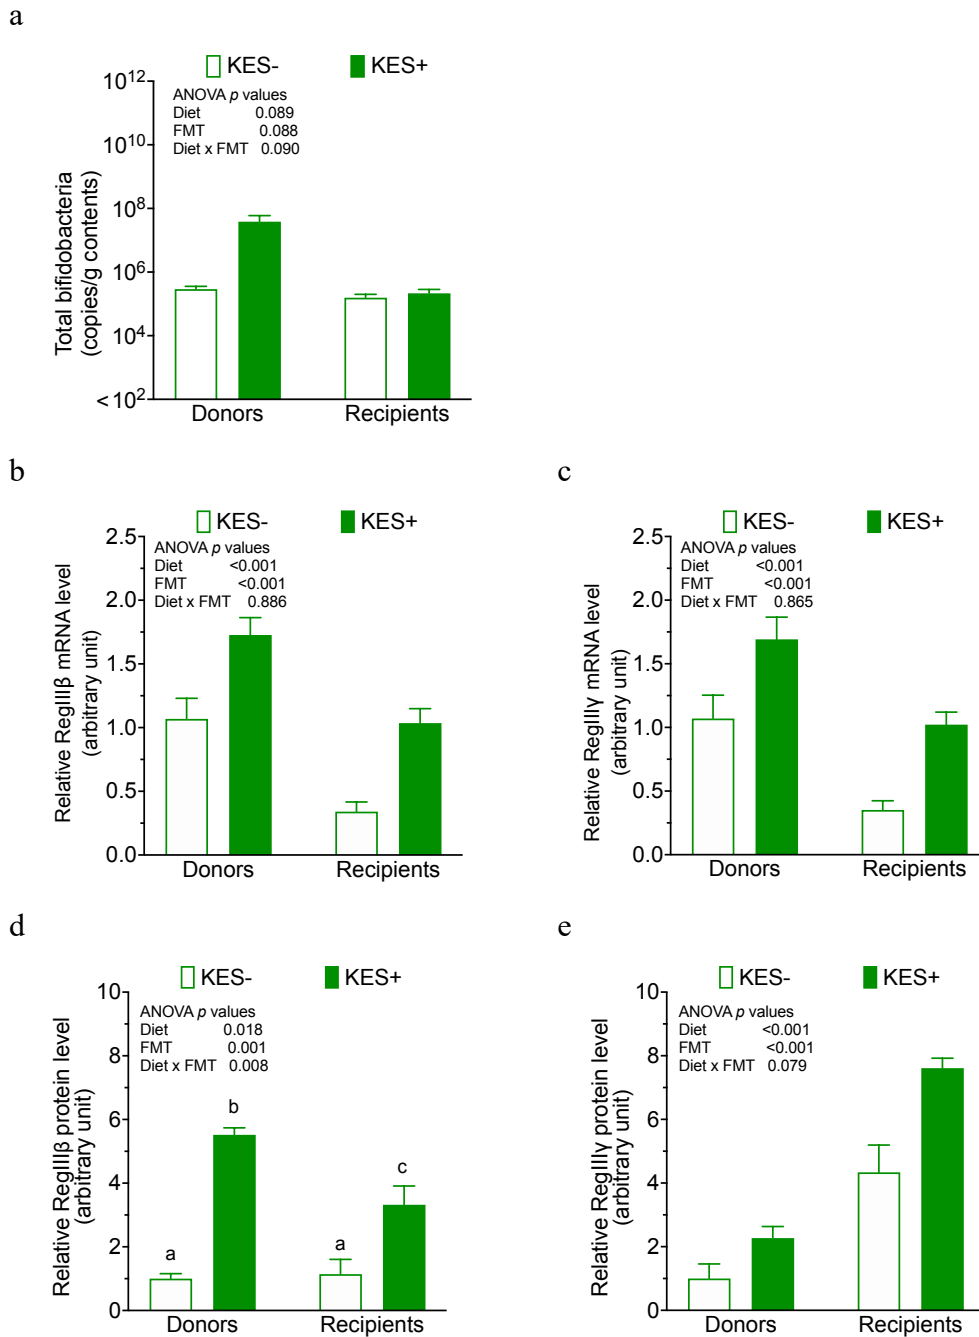 a
KES-
KES+
ANOVA p values
Diet 0.089
FMT 0.088
Diet x FMT 0.090
Total bifidobacteria
(copies/g contents)
10^12
10^10
10^8
10^6
10^4
<10^2
Donors
Recipients
b
KES-
KES+
ANOVA p values
Diet <0.001
FMT <0.001
Diet x FMT 0.886
Relative RegIIIβ mRNA level
(arbitrary unit)
2.5
2.0
1.5
1.0
0.5
0.0
Donors
Recipients
c
KES-
KES+
ANOVA p values
Diet <0.001
FMT <0.001
Diet x FMT 0.865
Relative RegIIIγ mRNA level
(arbitrary unit)
2.5
2.0
1.5
1.0
0.5
0.0
Donors
Recipients
d
KES-
KES+
ANOVA p values
Diet 0.018
FMT 0.001
Diet x FMT 0.008
Relative RegIIIβ protein level
(arbitrary unit)
10
8
6
4
2
0
a
b
a
c
Donors
Recipients
e
KES-
KES+
ANOVA p values
Diet <0.001
FMT <0.001
Diet x FMT 0.079
Relative RegIIIγ protein level
(arbitrary unit)
10
8
6
4
2
0
Donors
Recipients